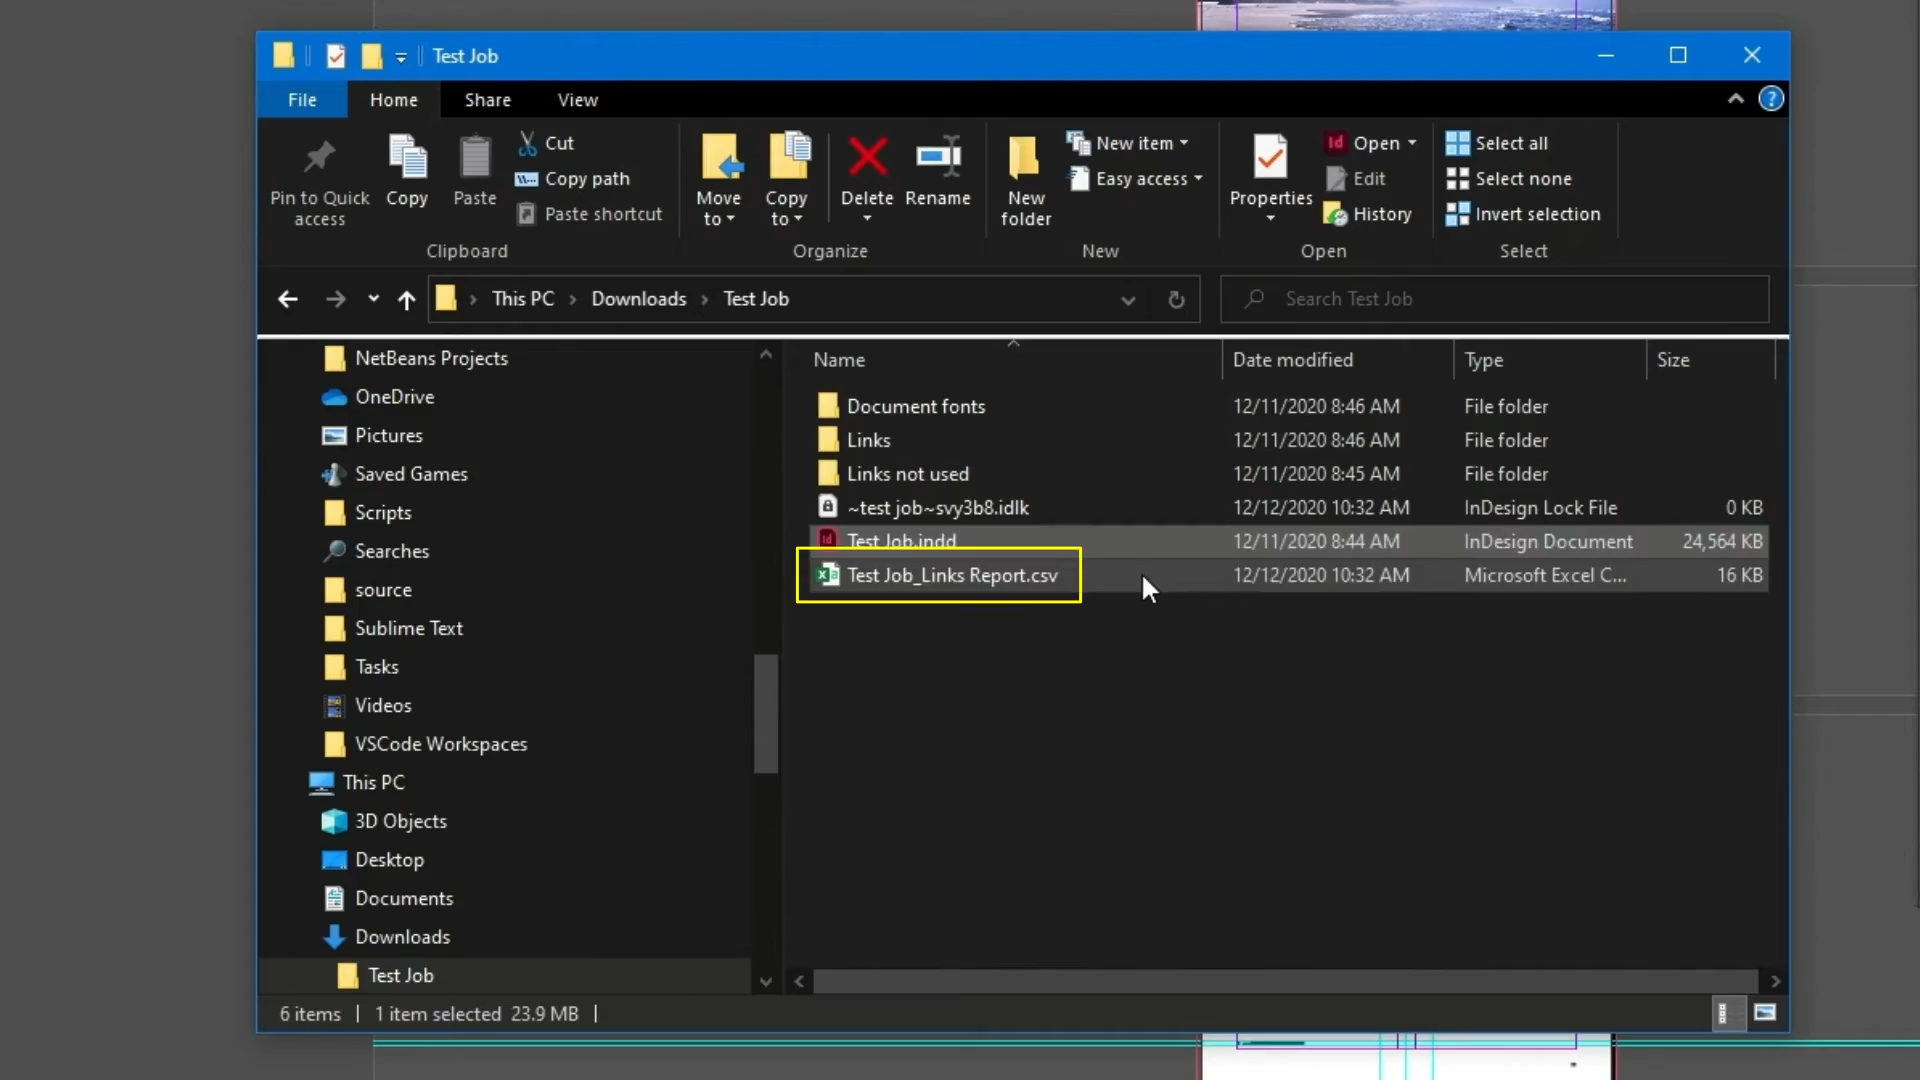 Test Job
File Home Share View
Pin to Quick access
Copy
Paste
Cut
Copy path
Paste shortcut
Clipboard
Move to
Copy to
Delete
Rename
Organize
New folder
New item
Easy access
New
Properties
Open
Edit
History
Open
Select all
Select none
Invert selection
Select
This PC Downloads Test Job
Search Test Job
NetBeans Projects
OneDrive
Pictures
Saved Games
Scripts
Searches
source
Sublime Text
Tasks
Videos
VSCode Workspaces
This PC
3D Objects
Desktop
Documents
Downloads
Test Job
Name Date modified Type Size
Document fonts 12/11/2020 8:46 AM File folder
Links 12/11/2020 8:46 AM File folder
Links not used 12/11/2020 8:45 AM File folder
~test job~svy3b8.idlk 12/12/2020 10:32 AM InDesign Lock File 0 KB
Test Job.indd 12/11/2020 8:44 AM InDesign Document 24,564 KB
Test Job_Links Report.csv 12/12/2020 10:32 AM Microsoft Excel C... 16 KB
6 items 1 item selected 23.9 MB